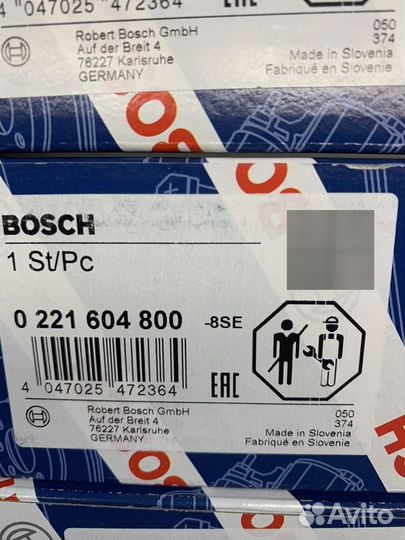 4 047025 472364
EAC
Robert Bosch GmbH
Auf der Breit 4
76227 Karlsruhe
GERMANY
050
374
Made in Slovenia
Fabriqué en Slovenie
BOSCH
1 St/Pc
0 221 604 800 -8SE
4 047025 472364
EAC
Robert Bosch GmbH
Auf der Breit 4
76227 Karlsruhe
GERMANY
050
374
Made in Slovenia
Fabriqué en Slovenie
Avito